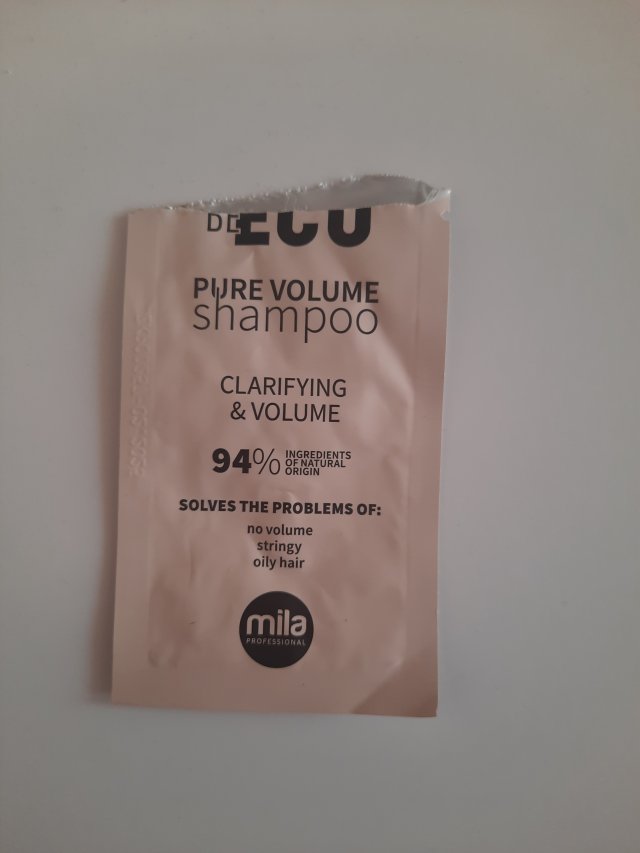 DE ECO
PURE VOLUME
shampoo
CLARIFYING
& VOLUME
94% INGREDIENTS
OF NATURAL
ORIGIN
SOLVES THE PROBLEMS OF:
no volume
stringy
oily hair
mila
PROFESSIONAL